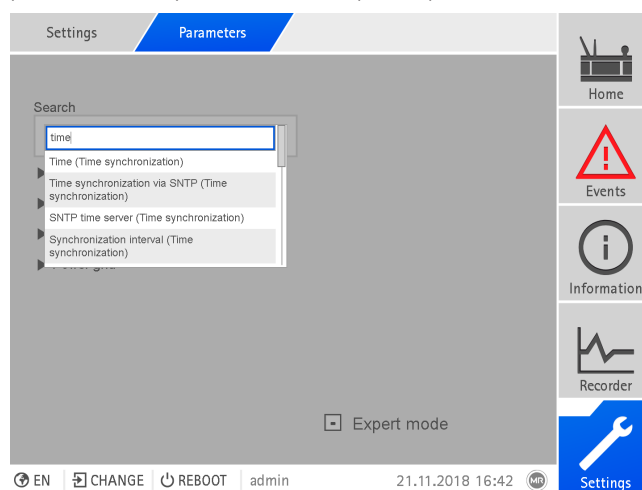 Settings
Parameters
Search
time
Time (Time synchronization)
Time synchronization via SNTP (Time
synchronization)
SNTP time server (Time synchronization)
Synchronization interval (Time
synchronization)
Expert mode
Home
Events
Information
Recorder
Settings
EN
CHANGE
REBOOT
admin
21.11.2018 16:42
MR